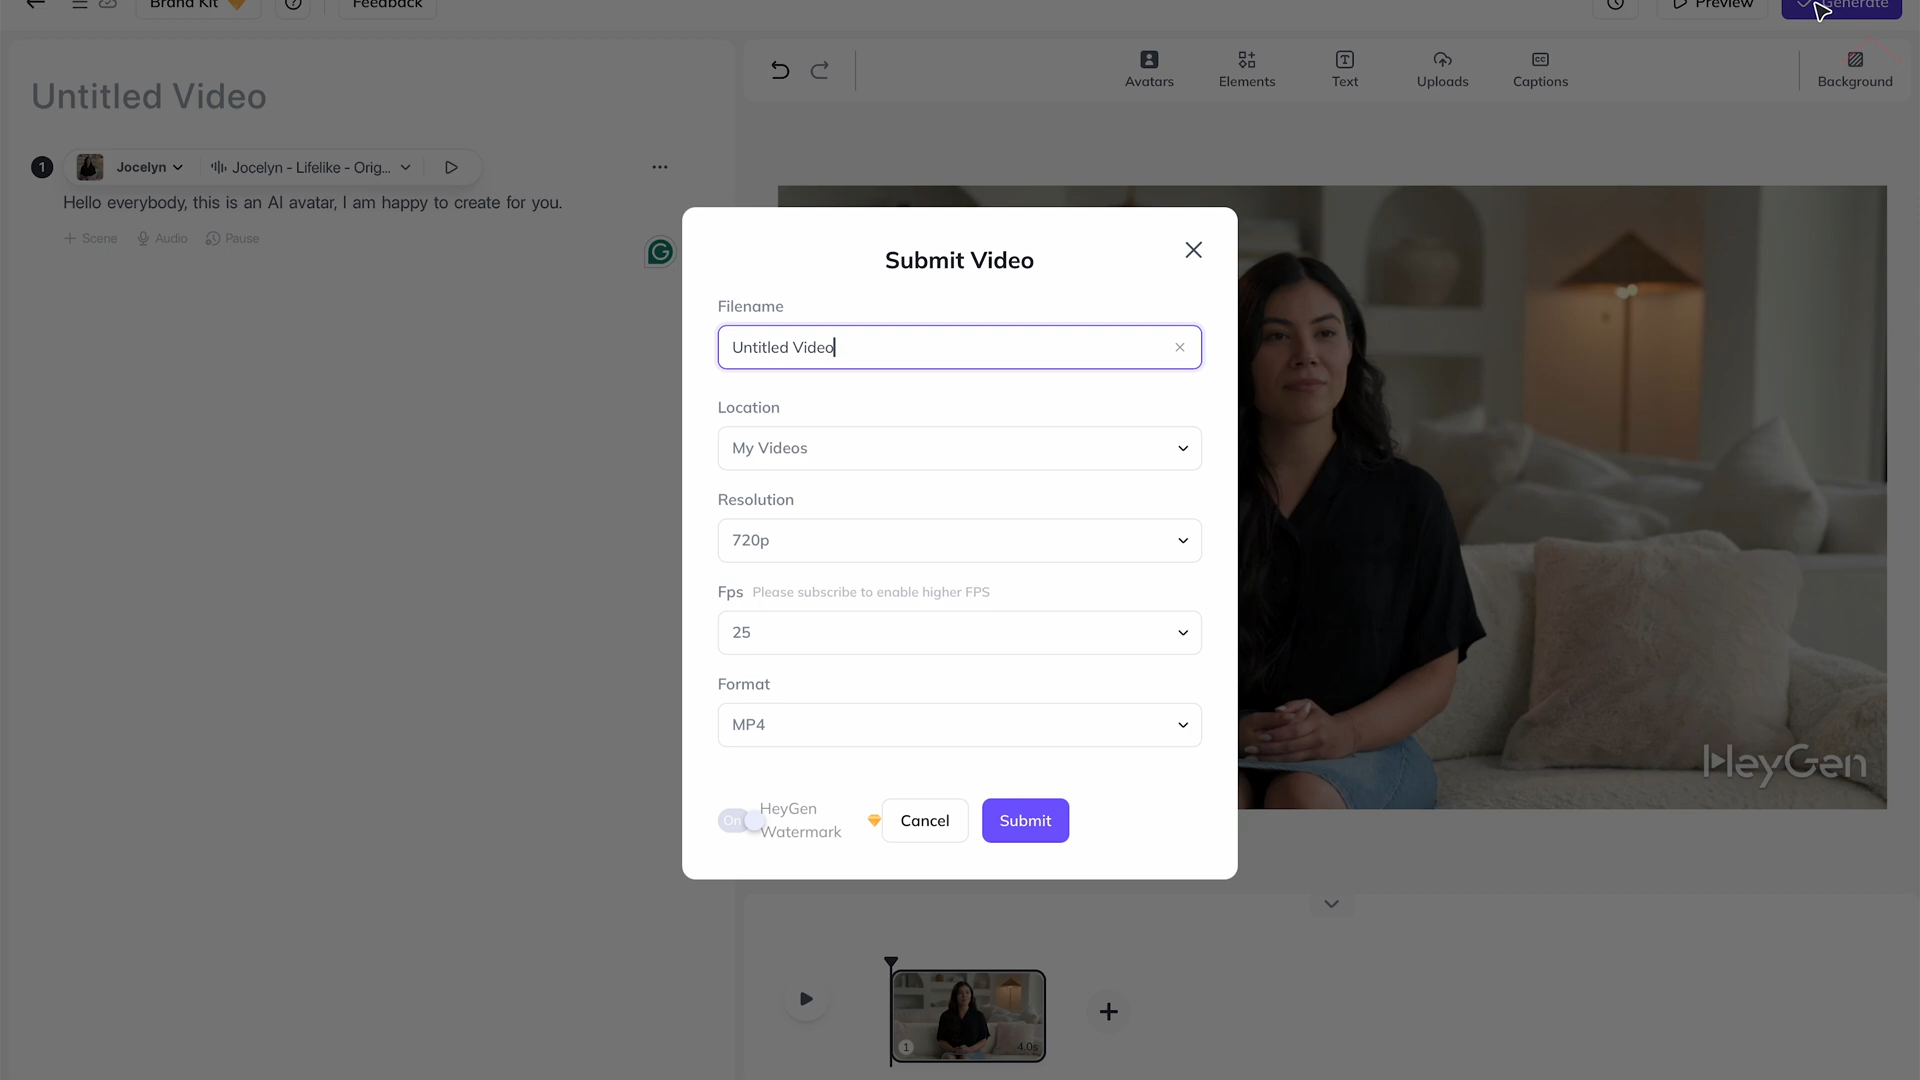 Brand Kit
Feedback
Preview
Generate
Untitled Video
Avatars
Elements
Text
Uploads
Captions
Background
1
Jocelyn
Jocelyn - Lifelike - Orig...
Hello everybody, this is an AI avatar, I am happy to create for you.
Scene
Audio
Pause
Submit Video
Filename
Untitled Video
Location
My Videos
Resolution
720p
Fps Please subscribe to enable higher FPS
25
Format
MP4
On
HeyGen
Watermark
Cancel
Submit
HeyGen
1
4.0s